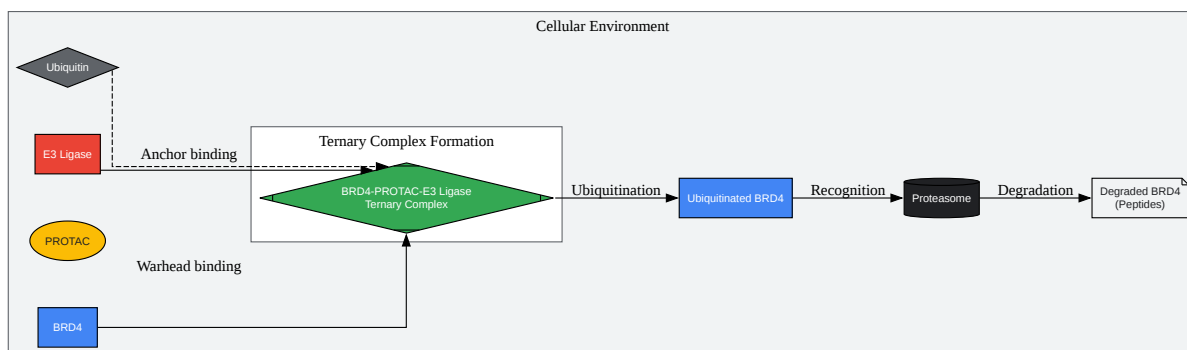 Cellular Environment
Ubiquitin
Ternary Complex Formation
E3 Ligase
Anchor binding
BRD4-PROTAC-E3 Ligase
Ternary Complex
Ubiquitination
Ubiquitinated BRD4
Recognition
Proteasome
Degradation
Degraded BRD4
(Peptides)
PROTAC
Warhead binding
BRD4